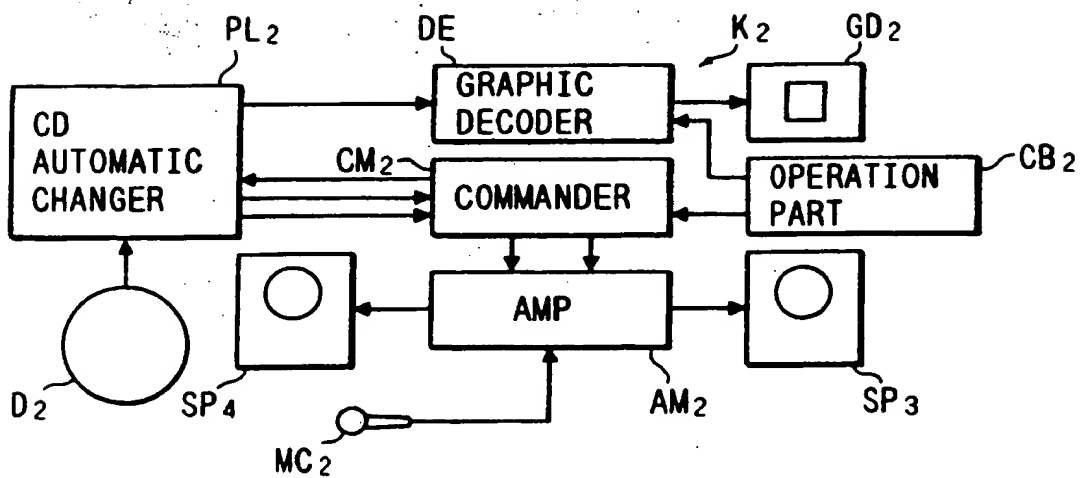 PL2
DE
K2
GD2
CD
AUTOMATIC
CHANGER
GRAPHIC
DECODER
CM2
COMMANDER
OPERATION
PART
CB2
AMP
D2
SP4
MC2
AM2
SP3